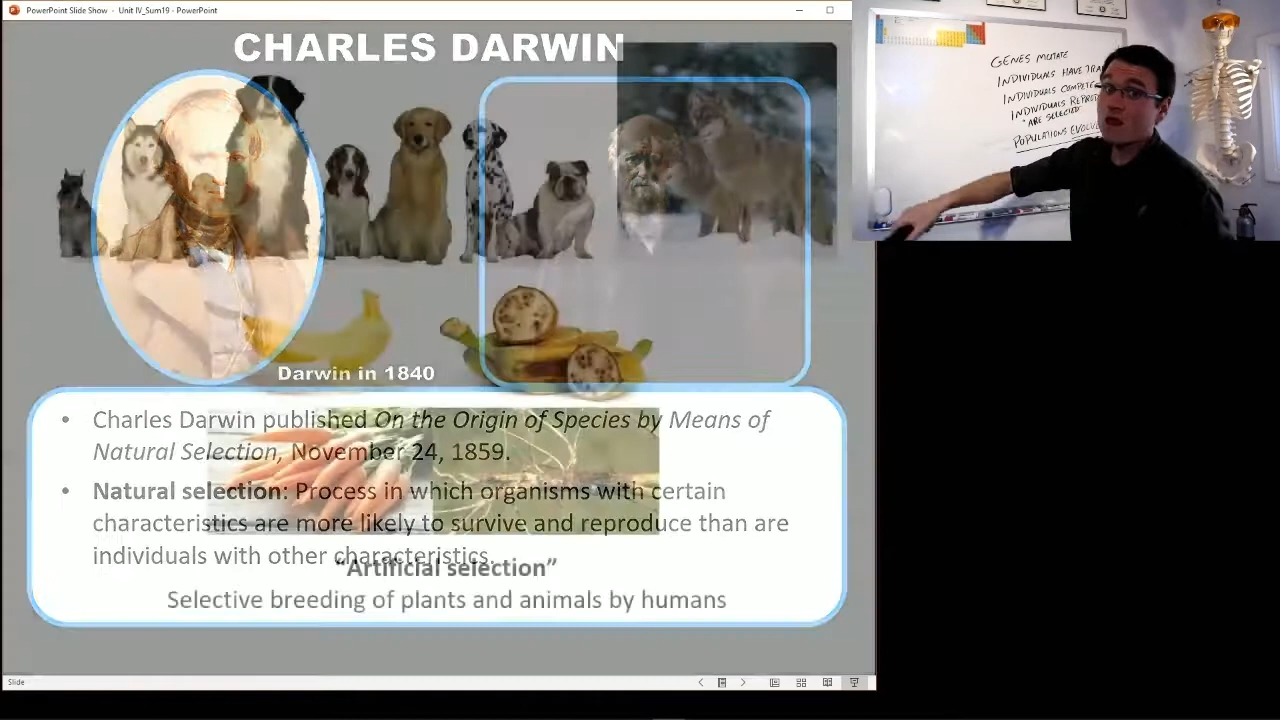 PowerPoint Slide Show - Unit IV_Sum19 - PowerPoint
CHARLES DARWIN
Darwin in 1840
• Charles Darwin published On the Origin of Species by Means of
Natural Selection, November 24, 1859.
• Natural selection: Process in which organisms with certain
characteristics are more likely to survive and reproduce than are
individuals with other characteristics.
“Artificial selection”
Selective breeding of plants and animals by humans
Slide
GENES MUTATE
INDIVIDUALS HAVE
INDIVIDUALS
INDIVIDUALS
"ARE SELECTED"
POPULATIONS